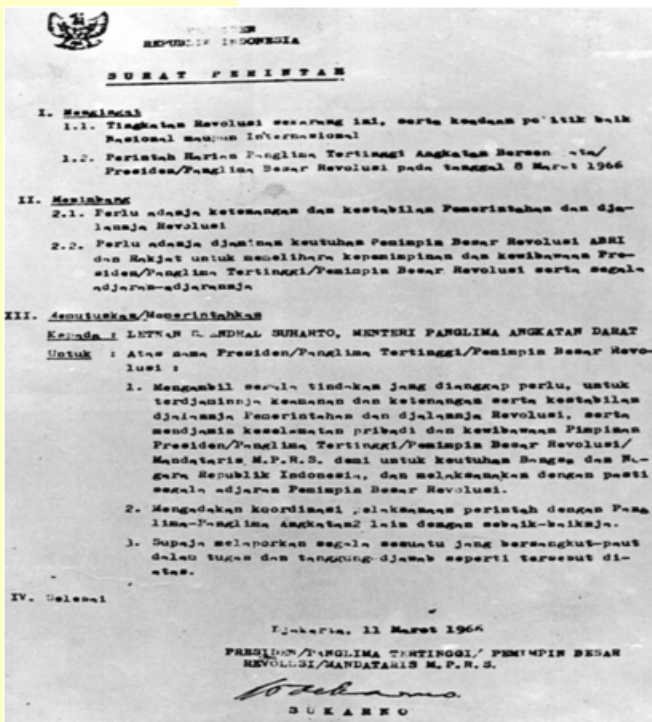 PRESIDEN
REPUBLIK INDONESIA
SURAT PERINTAH
I. Mengingat
1.1. Tingkatan Revolusi sekarang ini, serta keadaan politik baik
Nasional maupun Internasional
1.2. Perintah Harian Panglima Tertinggi Angkatan Bersendjata/
Presiden/Panglima Besar Revolusi pada tanggal 8 Maret 1966
II. Menimbang
2.1. Perlu adanja ketenangan dan kestabilan Pemerintahan dan dja-
lannja Revolusi
2.2. Perlu adanja djaminan keutuhan Pemimpin Besar Revolusi ABRI
dan Rakjat untuk memelihara kepemimpinan dan kewibawaan Pre-
siden/Panglima Tertinggi/Pemimpin Besar Revolusi serta segala
adjaran-adjarannja
III. Memutuskan/Memerintahkan
Kepada : LETNAN DJENDRAL SUHARTO, MENTERI PANGLIMA ANGKATAN DARAT
Untuk : Atas nama Presiden/Panglima Tertinggi/Pemimpin Besar Revo-
lusi :
1. Mengambil segala tindakan jang dianggap perlu, untuk
terdjaminnja keamanan dan ketenangan serta kestabilan
djalannja Pemerintahan dan djalannja Revolusi, serta
mendjamin keselamatan pribadi dan kewibawaan Pimpinan
Presiden/Panglima Tertinggi/Pemimpin Besar Revolusi/
Mandataris M.P.R.S. demi untuk keutuhan Bangsa dan Ne-
gara Republik Indonesia, dan melaksanakan dengan pasti
segala adjaran Pemimpin Besar Revolusi.
2. Mengadakan koordinasi pelaksanaan perintah dengan Pang
lima-Panglima Angkatan2 lain dengan sebaik-baiknja.
3. Supaja melaporkan segala sesuatu jang bersangkut-paut
dalam tugas dan tanggung-djawab seperti tersebut di-
atas.
IV. Selesai
Djakarta, 11 Maret 1966
PRESIDEN/PANGLIMA TERTINGGI/ PEMIMPIN BESAR
REVOLUSI/MANDATARIS M.P.R.S.
Soekarno.
SUKARNO